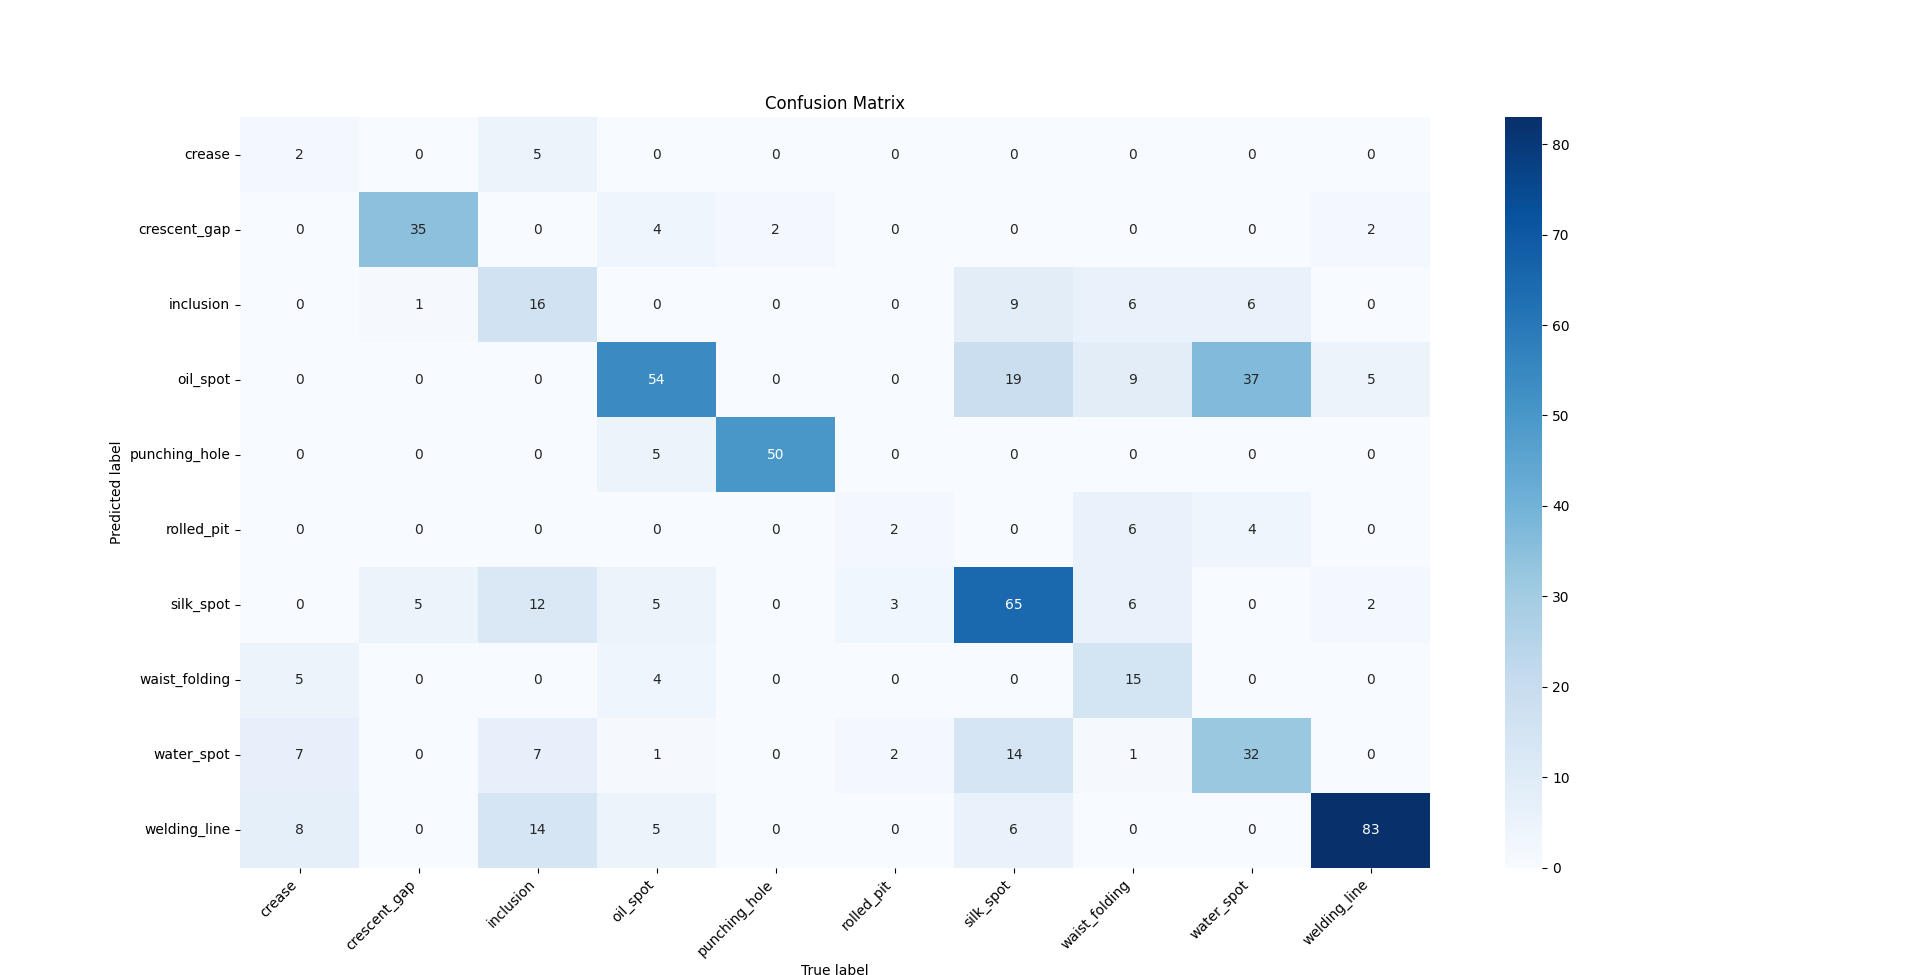 Confusion Matrix
crease 2 0 5 0 0 0 0 0 0 0
crescent_gap 0 35 0 4 2 0 0 0 0 2
inclusion 0 1 16 0 0 0 9 6 6 0
oil_spot 0 0 0 54 0 0 19 9 37 5
punching_hole 0 0 0 5 50 0 0 0 0 0
rolled_pit 0 0 0 0 0 2 0 6 4 0
silk_spot 0 5 12 5 0 3 65 6 0 2
waist_folding 5 0 0 4 0 0 0 15 0 0
water_spot 7 0 7 1 0 2 14 1 32 0
welding_line 8 0 14 5 0 0 6 0 0 83
crease crescent_gap inclusion oil_spot punching_hole rolled_pit silk_spot waist_folding water_spot welding_line
True label
Predicted label
80
70
60
50
40
30
20
10
0